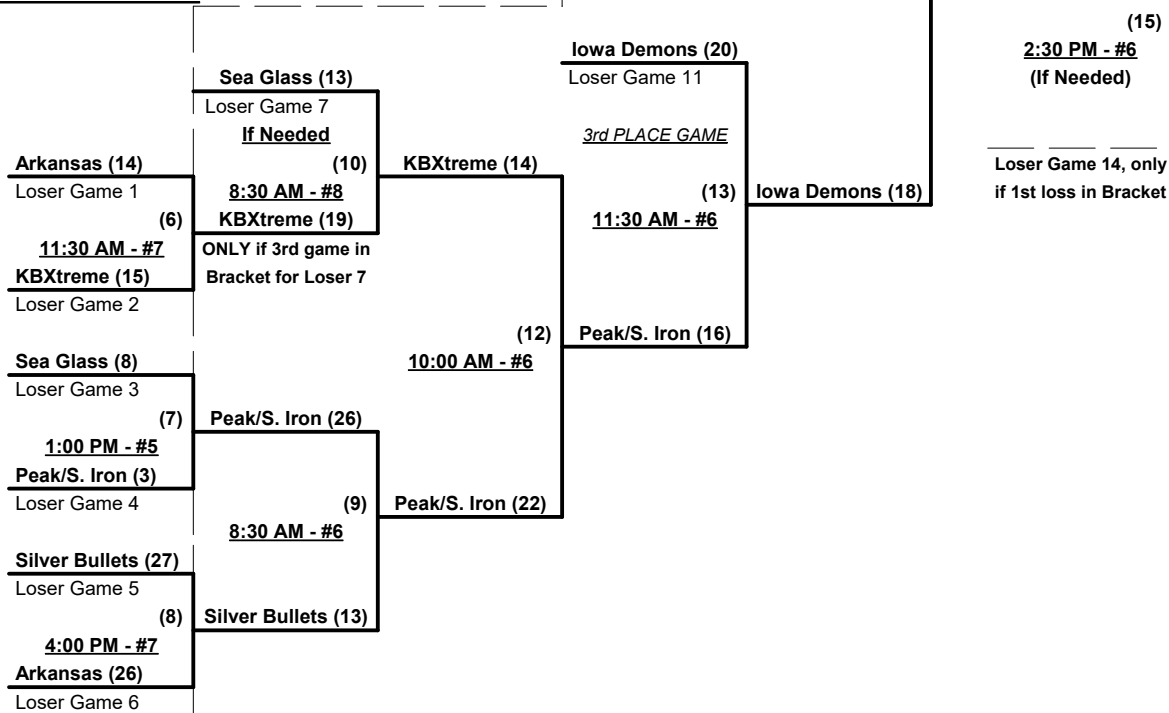 (15)
2:30 PM - #6
(If Needed)
Loser Game 14, only
if 1st loss in Bracket
Iowa Demons (20)
Loser Game 11
3rd PLACE GAME
(13)
11:30 AM - #6
Iowa Demons (18)
Sea Glass (13)
Loser Game 7
If Needed
(10)
8:30 AM - #8
KBXtreme (19)
ONLY if 3rd game in
Bracket for Loser 7
KBXtreme (14)
Arkansas (14)
Loser Game 1
(6)
11:30 AM - #7
KBXtreme (15)
Loser Game 2
(12)
10:00 AM - #6
Peak/S. Iron (16)
Sea Glass (8)
Loser Game 3
(7)
1:00 PM - #5
Peak/S. Iron (3)
Loser Game 4
Peak/S. Iron (26)
(9)
8:30 AM - #6
Peak/S. Iron (22)
Silver Bullets (27)
Loser Game 5
(8)
4:00 PM - #7
Arkansas (26)
Loser Game 6
Silver Bullets (13)